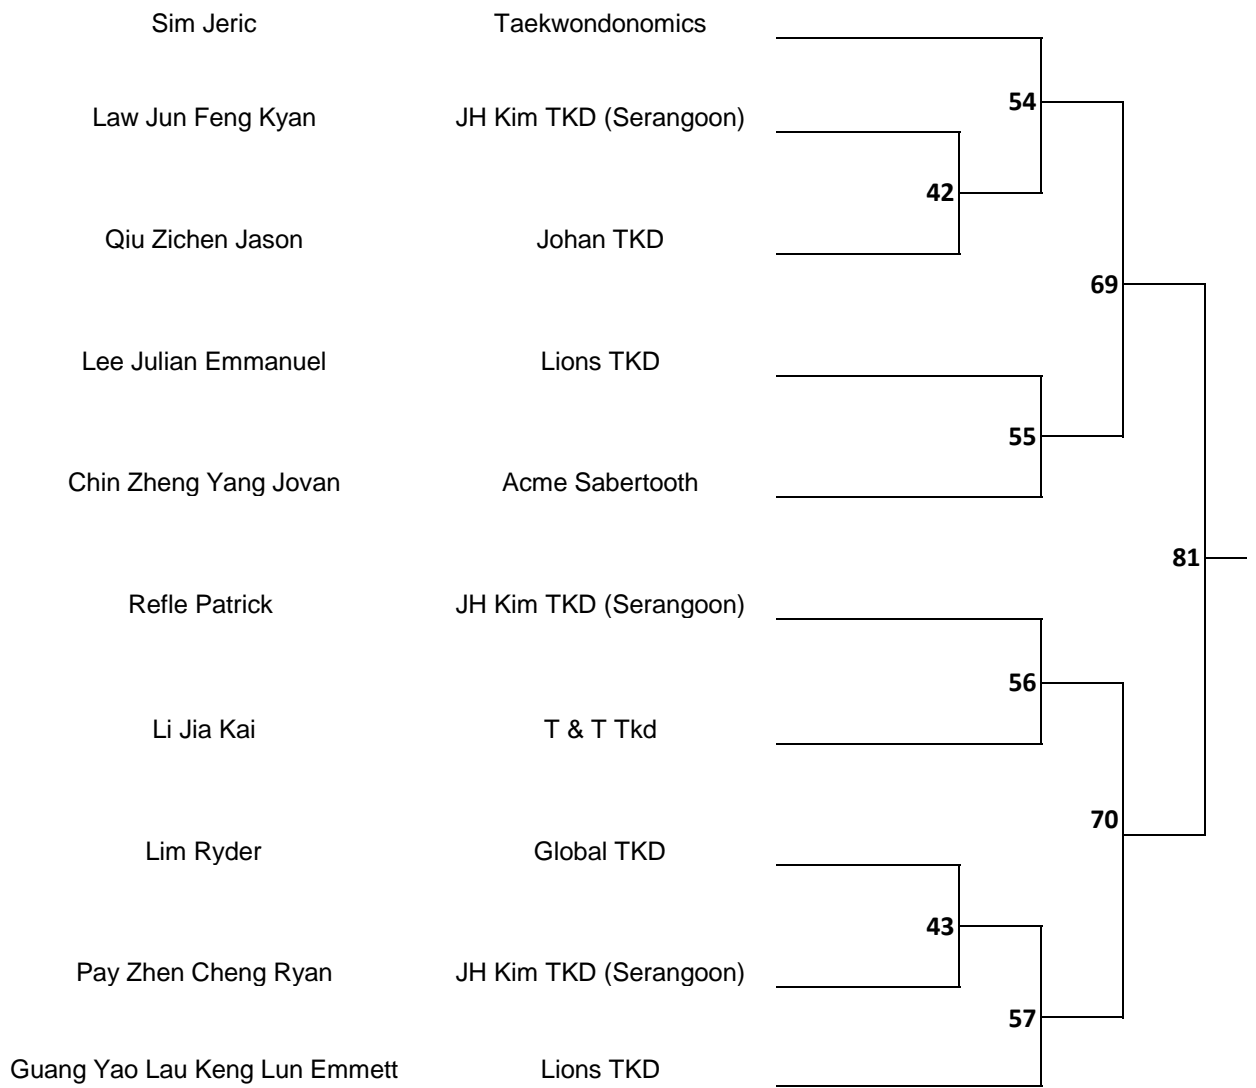 Sim Jeric Taekwondonomics
54
Law Jun Feng Kyan JH Kim TKD (Serangoon)
42
Qiu Zichen Jason Johan TKD
69
Lee Julian Emmanuel Lions TKD
55
Chin Zheng Yang Jovan Acme Sabertooth
81
Refle Patrick JH Kim TKD (Serangoon)
56
Li Jia Kai T & T Tkd
70
Lim Ryder Global TKD
43
Pay Zhen Cheng Ryan JH Kim TKD (Serangoon)
57
Guang Yao Lau Keng Lun Emmett Lions TKD